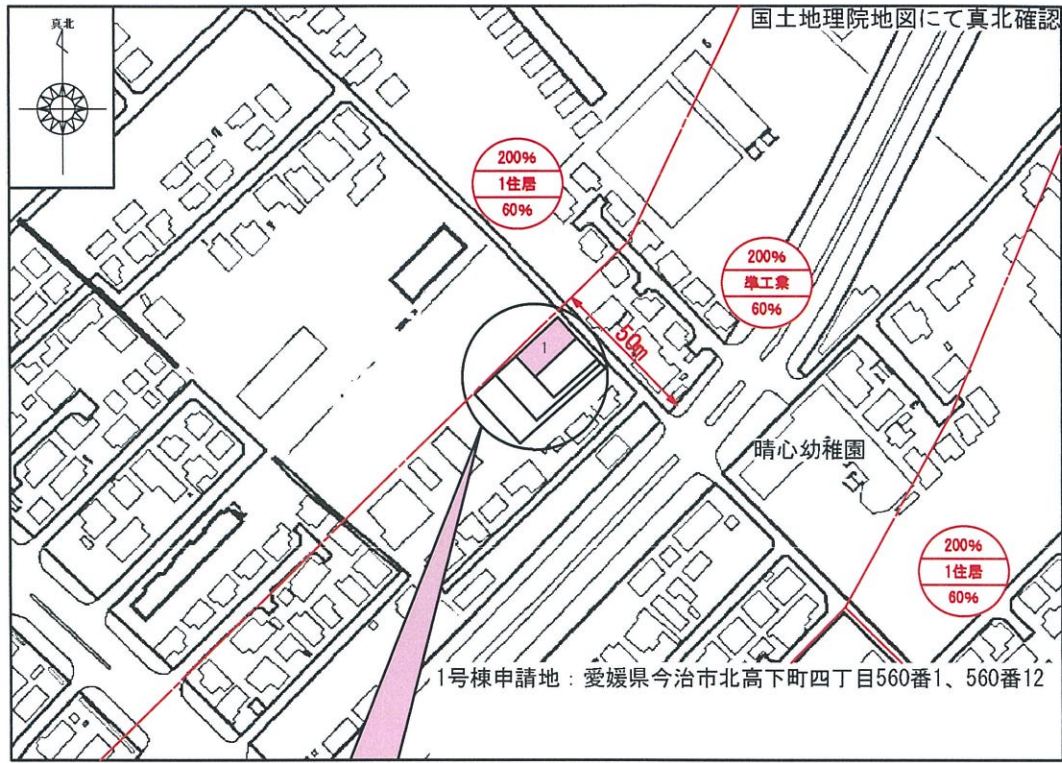 真北
国土地理院地図にて真北確認
200%
1住居
60%
200%
準工業
60%
50m
1
晴心幼稚園
200%
1住居
60%
1号棟申請地：愛媛県今治市北高下町四丁目560番1、560番12